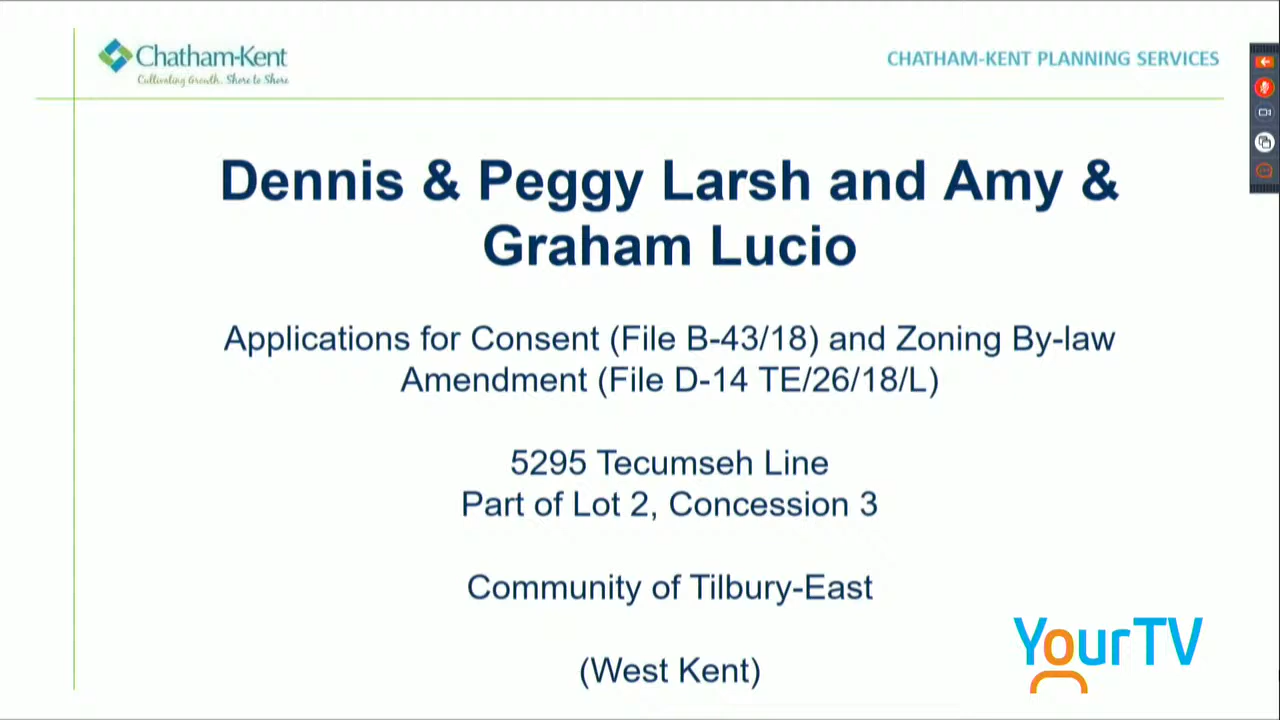 Chatham-Kent
Cultivating Growth. Shore to Shore
CHATHAM-KENT PLANNING SERVICES
Dennis & Peggy Larsh and Amy &
Graham Lucio
Applications for Consent (File B-43/18) and Zoning By-law
Amendment (File D-14 TE/26/18/L)
5295 Tecumseh Line
Part of Lot 2, Concession 3
Community of Tilbury-East
(West Kent)
YourTV